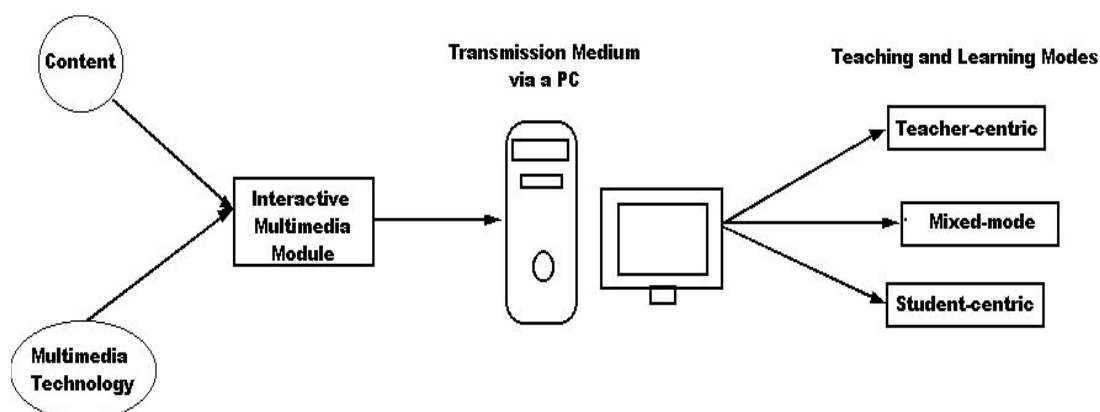 Content
Transmission Medium
via a PC
Teaching and Learning Modes
Teacher-centric
Interactive
Multimedia
Module
Mixed-mode
Student-centric
Multimedia
Technology